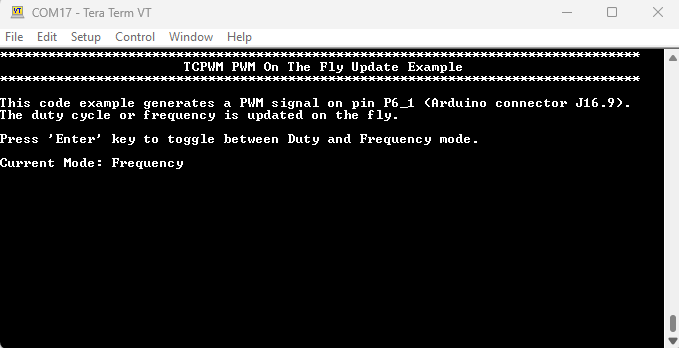 VT
COM17 - Tera Term VT
File Edit Setup Control Window Help
********************************************************************************
TCPWM PWM On The Fly Update Example
********************************************************************************
This code example generates a PWM signal on pin P6_1 (Arduino connector J16.9).
The duty cycle or frequency is updated on the fly.
Press 'Enter' key to toggle between Duty and Frequency mode.
Current Mode: Frequency